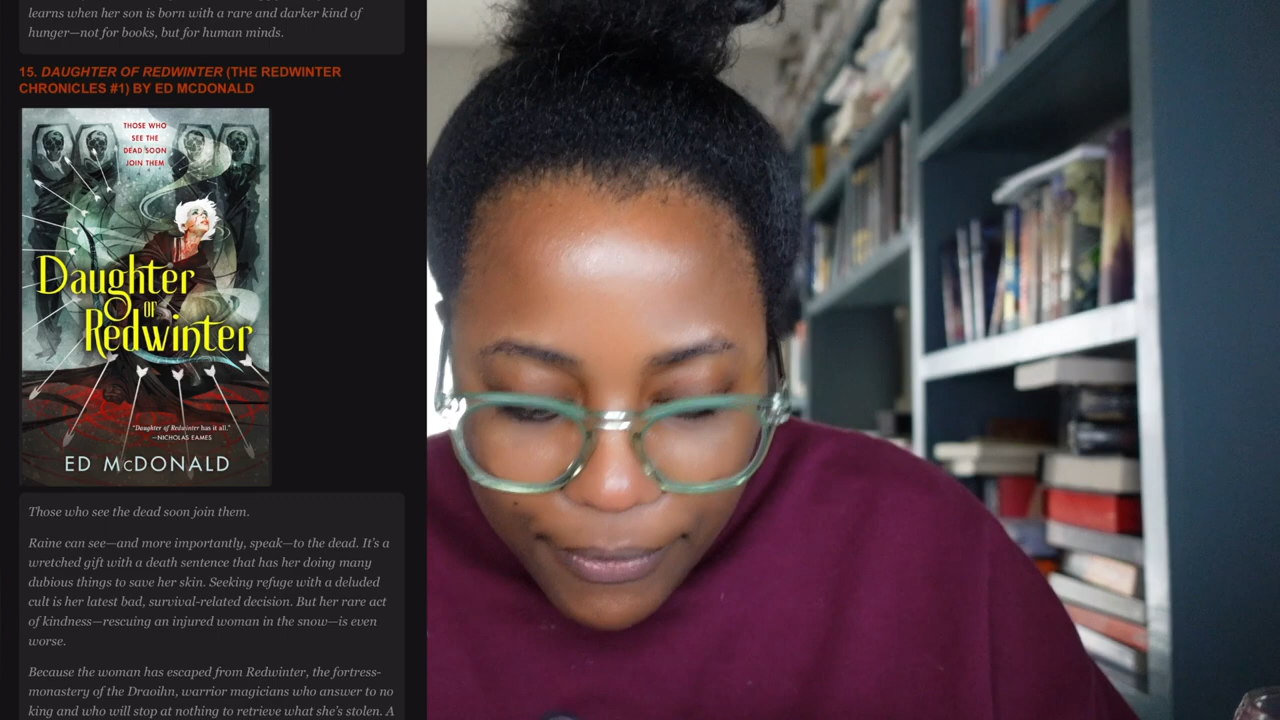 learns when her son is born with a rare and darker kind of
hunger—not for books, but for human minds.
15. DAUGHTER OF REDWINTER (THE REDWINTER
CHRONICLES #1) BY ED MCDONALD
THOSE WHO
SEE THE
DEAD SOON
JOIN THEM
Daughter
OF
Redwinter
"Daughter of Redwinter has it all."
—NICHOLAS EAMES
ED McDONALD
Those who see the dead soon join them.
Raine can see—and more importantly, speak—to the dead. It's a
wretched gift with a death sentence that has her doing many
dubious things to save her skin. Seeking refuge with a deluded
cult is her latest bad, survival-related decision. But her rare act
of kindness—rescuing an injured woman in the snow—is even
worse.
Because the woman has escaped from Redwinter, the fortress-
monastery of the Draoihn, warrior magicians who answer to no
king and who will stop at nothing to retrieve what she's stolen. A